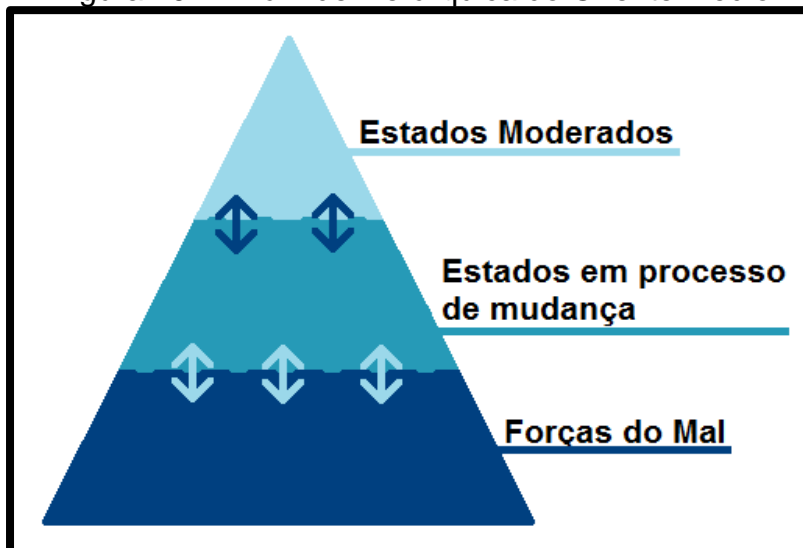 Estados Moderados
Estados em processo
de mudança
Forças do Mal